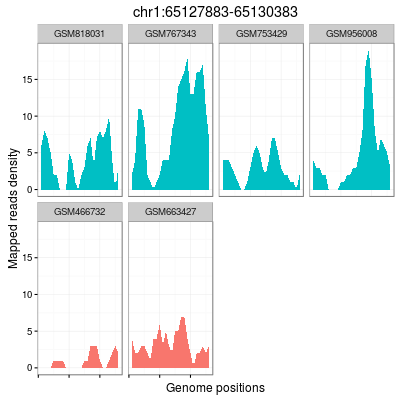 chr1:65127883-65130383
GSM818031 GSM767343 GSM753429 GSM956008
15
10
5
0
GSM466732 GSM663427
15
10
5
0
Mapped reads density
Genome positions